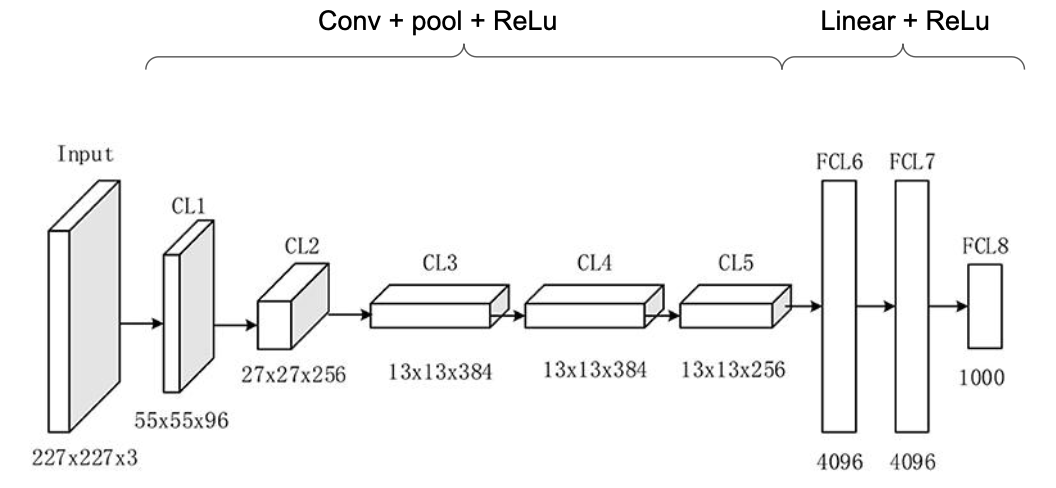 Conv + pool + ReLu
Linear + ReLu
Input
CL1
CL2
CL3
CL4
CL5
FCL6
FCL7
FCL8
227x227x3
55x55x96
27x27x256
13x13x384
13x13x384
13x13x256
4096
4096
1000